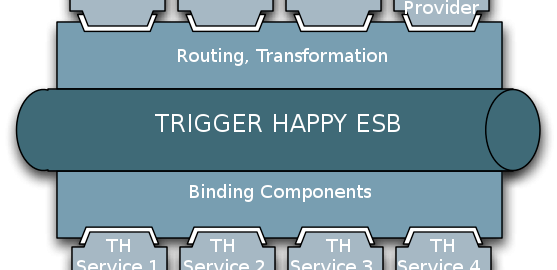 Provider
Routing, Transformation
TRIGGER HAPPY ESB
Binding Components
TH TH TH TH
Service 1 Service 2 Service 3 Service 4